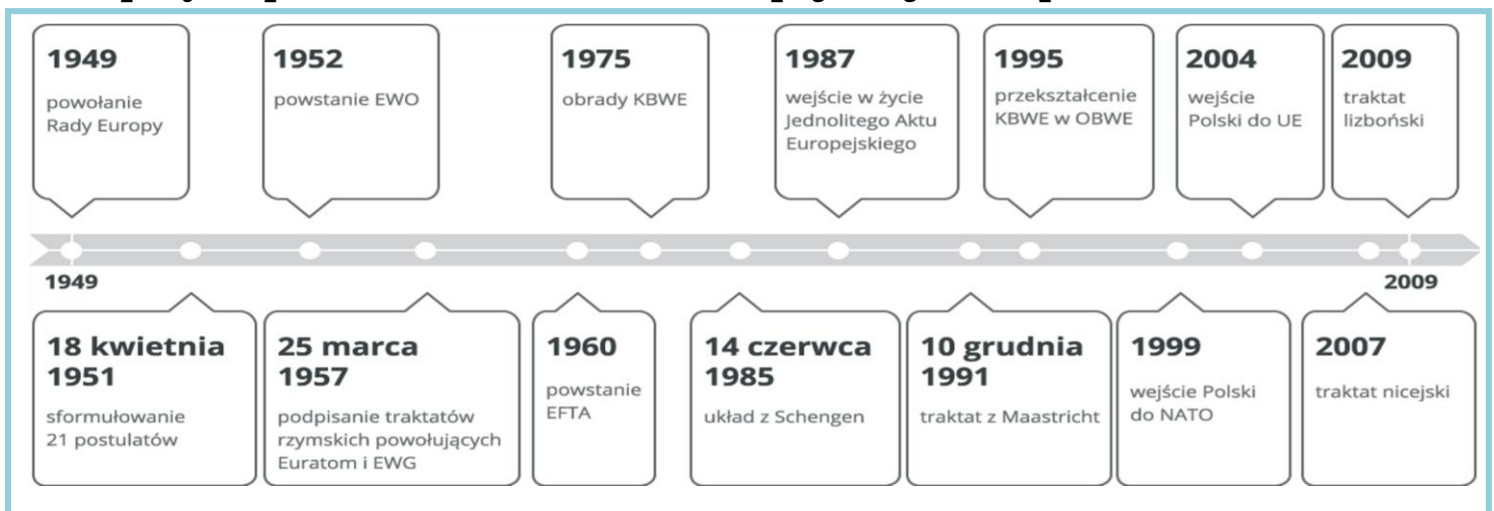 1949
powołanie
Rady Europy
1952
powstanie EWO
1975
obrady KBWE
1987
wejście w życie
Jednolitego Aktu
Europejskiego
1995
przekształcenie
KBWE w OBWE
2004
wejście
Polski do UE
2009
traktat
lizboński
1949
2009
18 kwietnia
1951
sformułowanie
21 postulatów
25 marca
1957
podpisanie traktatów
rzymskich powołujących
Euratom i EWG
1960
powstanie
EFTA
14 czerwca
1985
układ z Schengen
10 grudnia
1991
traktat z Maastricht
1999
wejście Polski
do NATO
2007
traktat nicejski